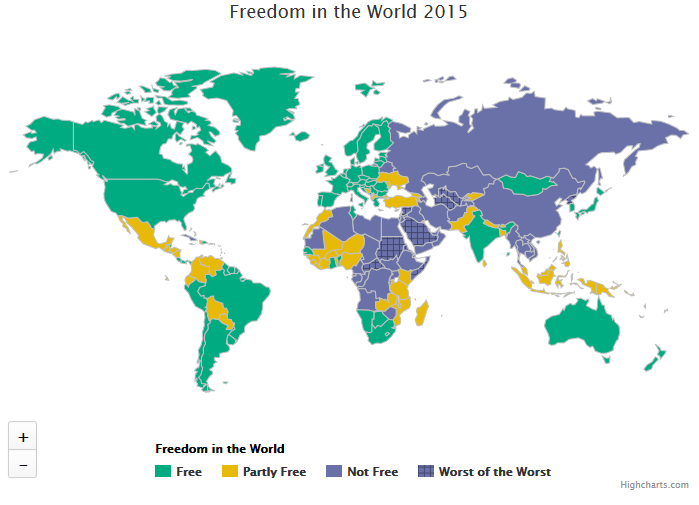 Freedom in the World 2015
+
−
Freedom in the World
Free Partly Free Not Free Worst of the Worst
Highcharts.com